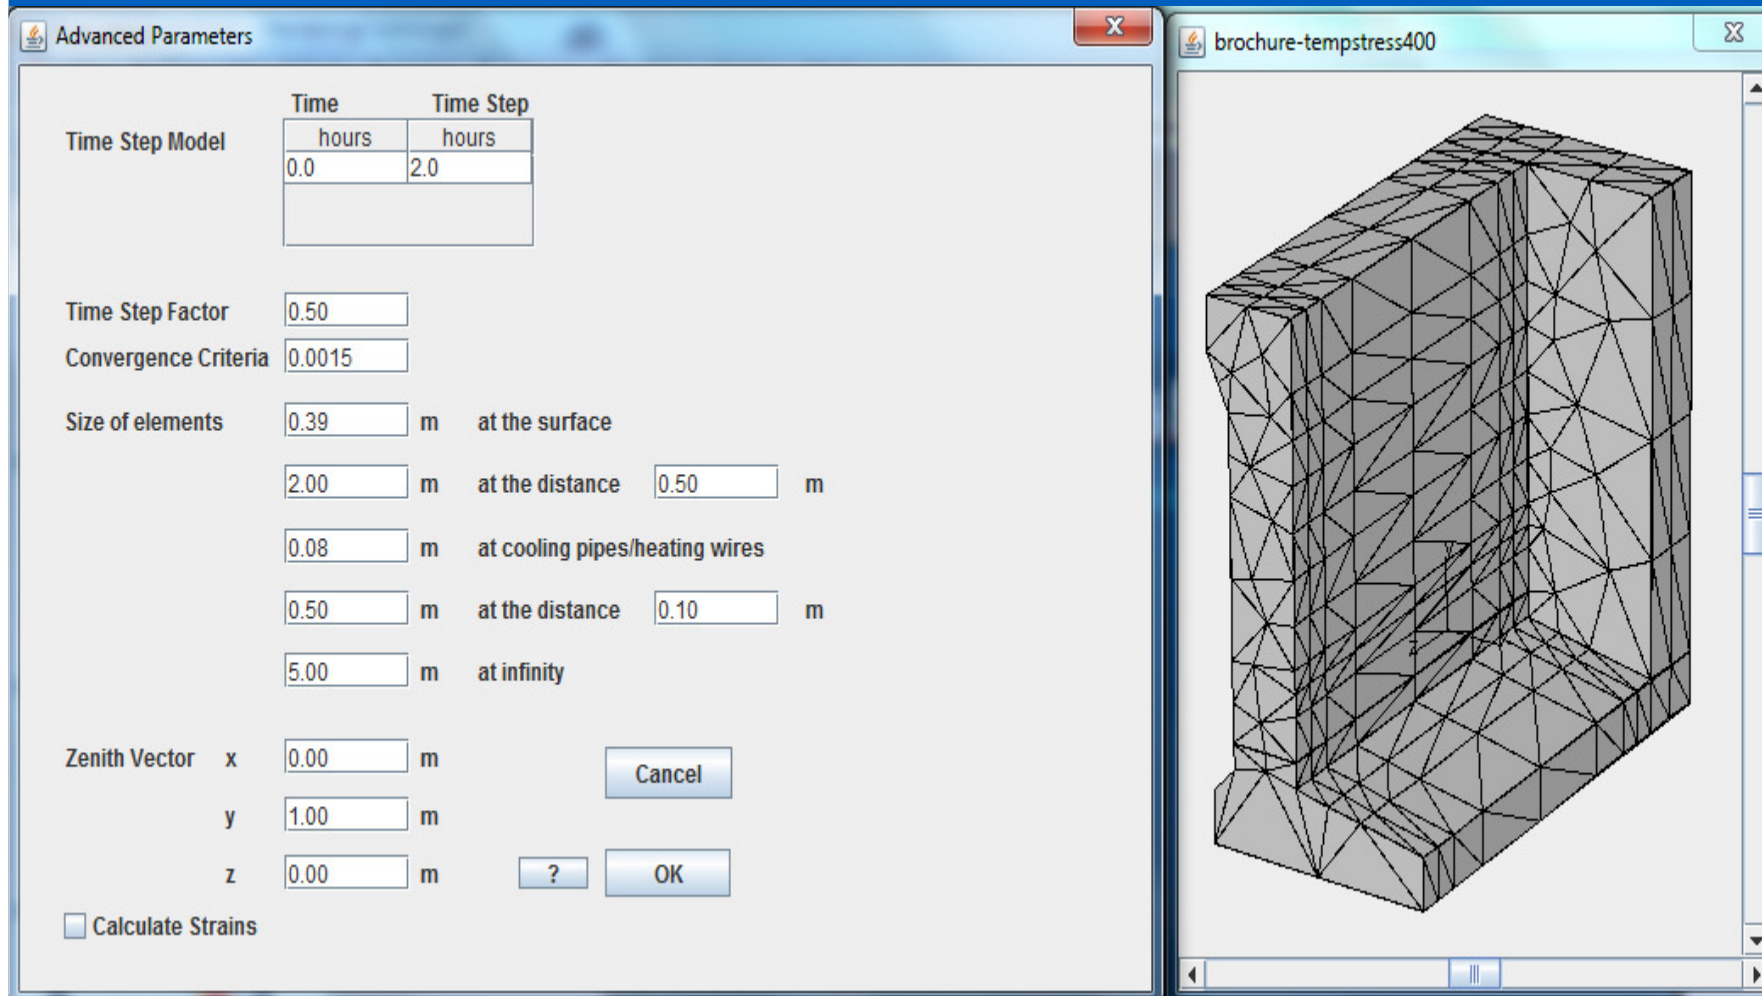 Advanced Parameters
X
brochure-tempstress400
X
Time Time Step
Time Step Model hours hours
0.0 2.0
Time Step Factor 0.50
Convergence Criteria 0.0015
Size of elements 0.39 m at the surface
2.00 m at the distance 0.50 m
0.08 m at cooling pipes/heating wires
0.50 m at the distance 0.10 m
5.00 m at infinity
Zenith Vector x 0.00 m
Cancel
y 1.00 m
z 0.00 m ? OK
Calculate Strains